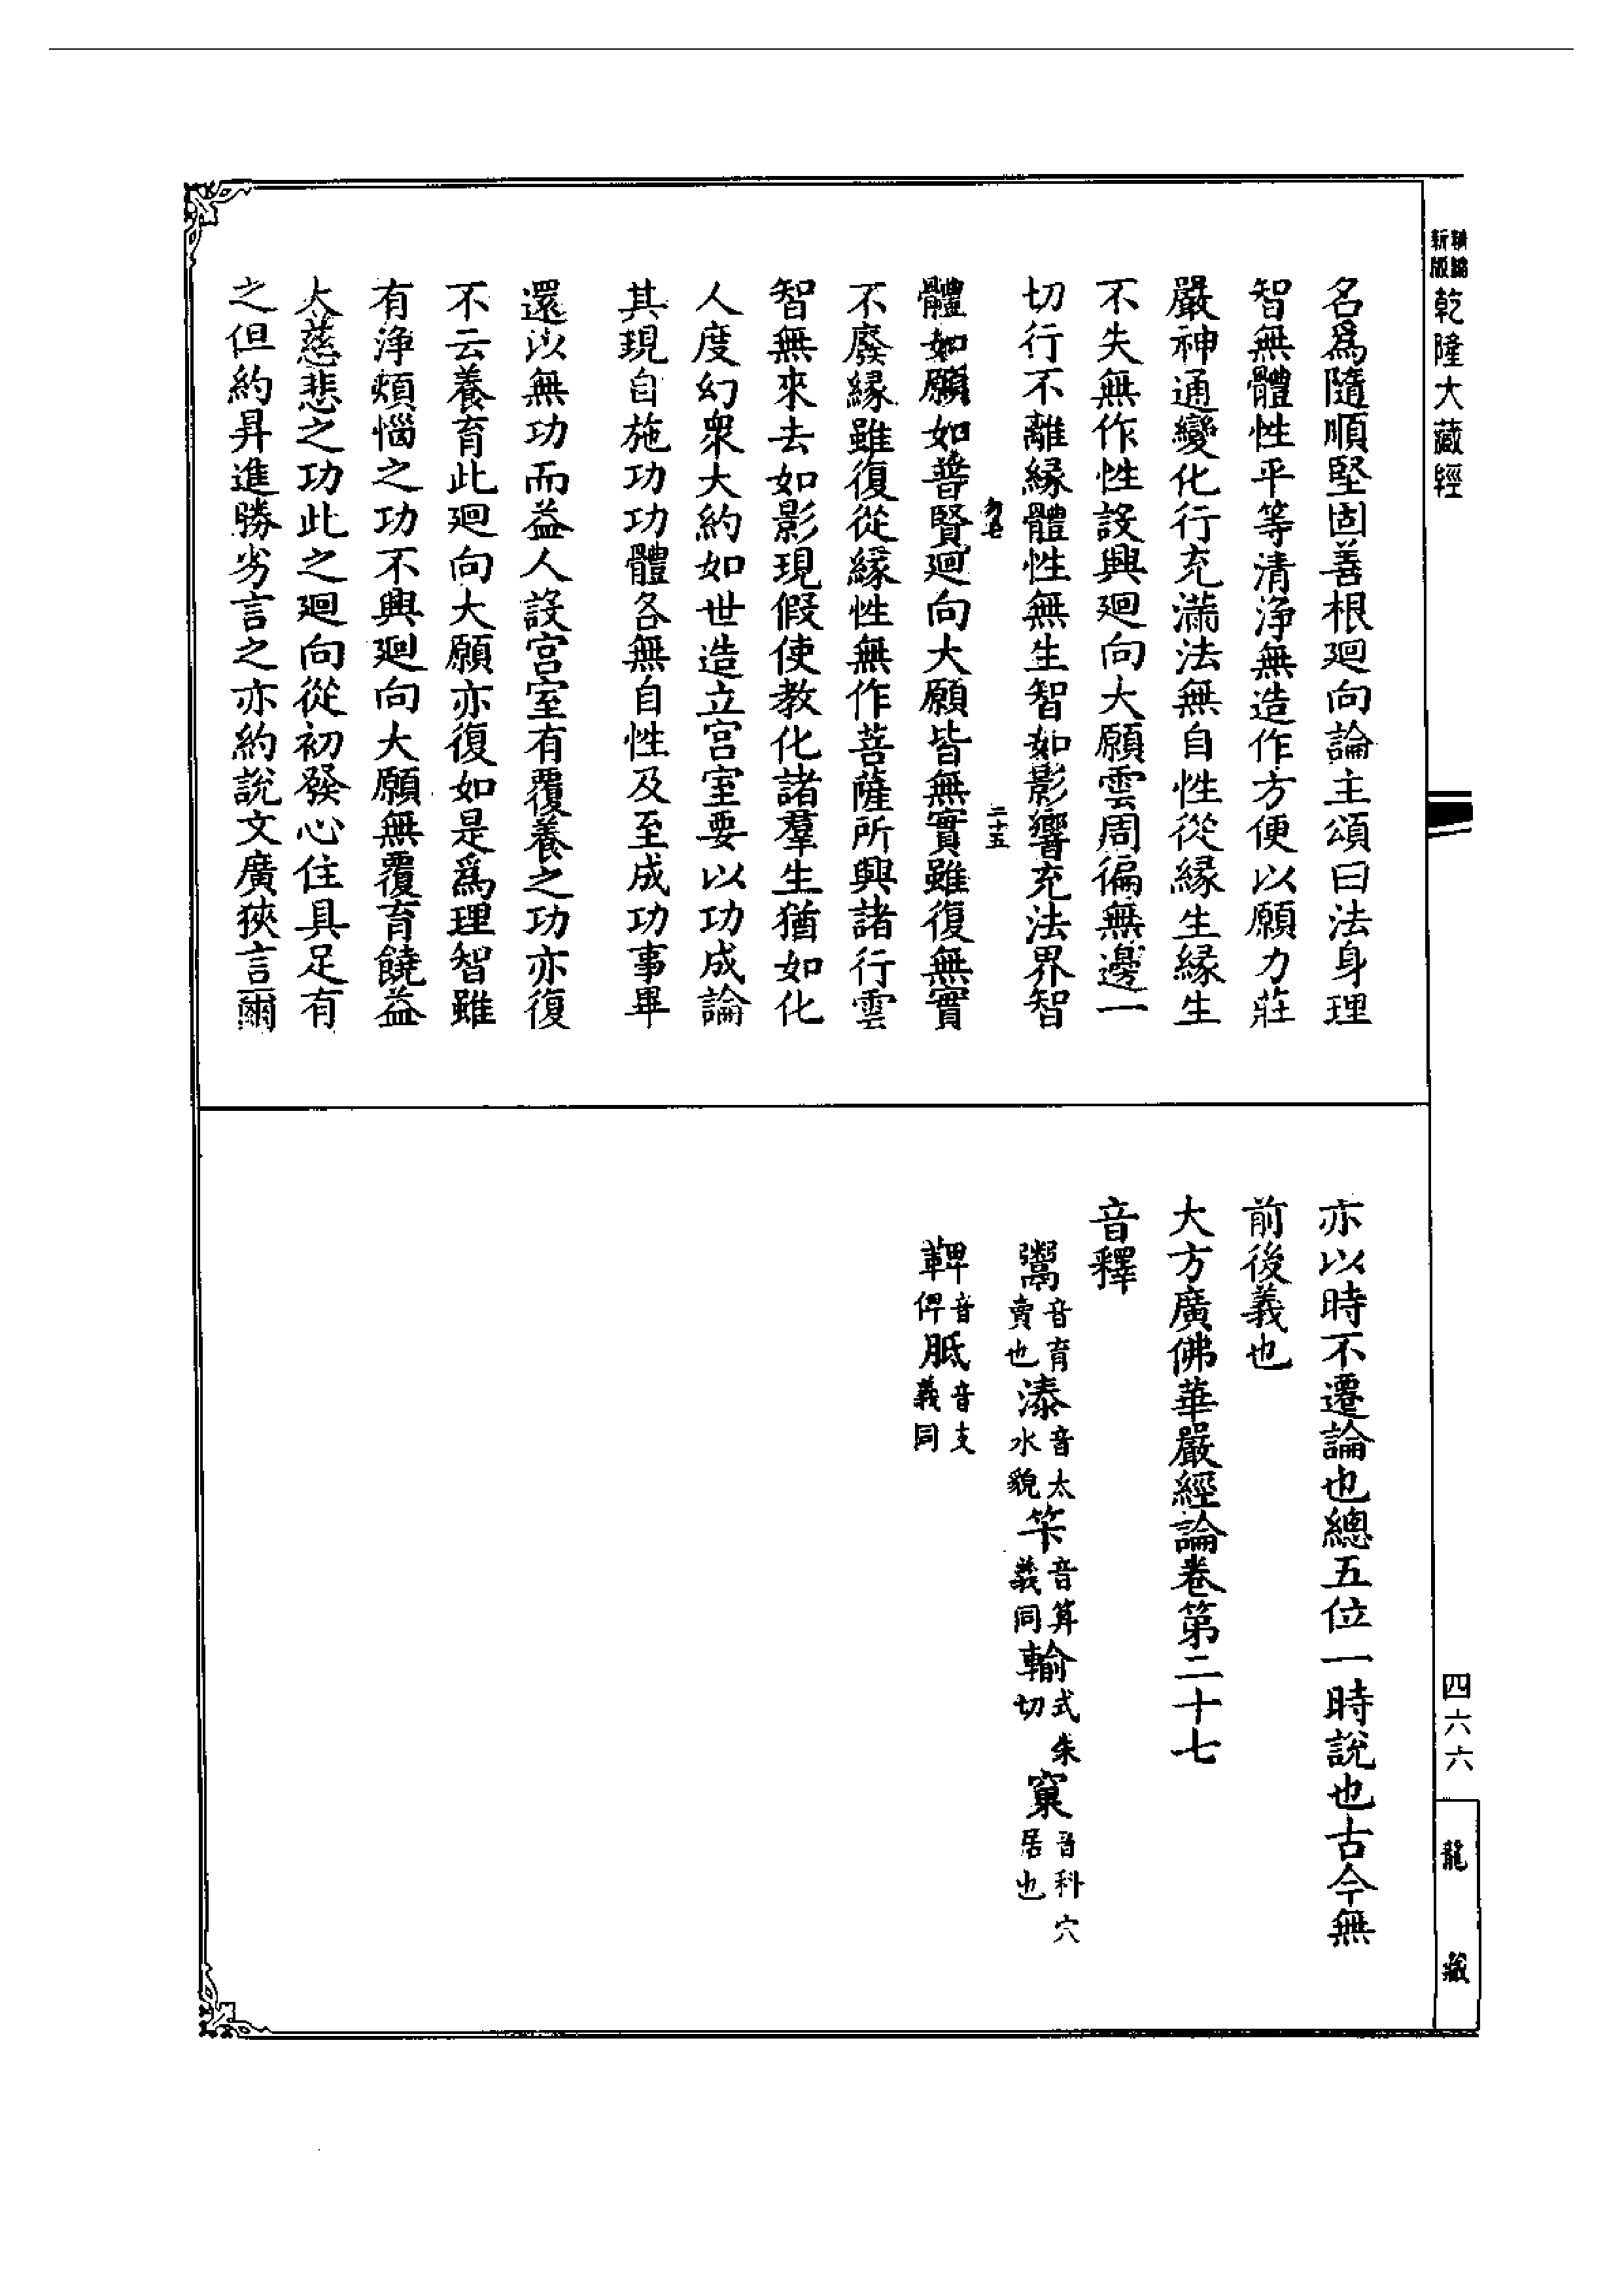 新編
新版
乾隆大藏經
名爲隨順堅固善根廻向論主頌曰法身理
智無體性平等清淨無造作方便以願力莊
嚴神通變化行充滿法無自性從緣生緣生
不失無作性設興廻向大願雲周徧無邊一
切行不離緣體性無生智如影響充法界智
二十五
體如願如普賢廻向大願皆無實雖復無實
不廢緣雖復從緣性無作菩薩所興諸行雲
智無來去如影現假使教化諸羣生猶如化
人度幻衆大約如世造立宮室要以功成論
其現自施功功體各無自性及至成功事畢
還以無功而益人設宮室有覆養之功亦復
不云養育此廻向大願亦復如是爲理智雖
有淨煩惱之功不興廻向大願無覆育饒益
大慈悲之功此之廻向從初發心住具足有
之但約昇進勝劣言之亦約說文廣狹言爾
亦以時不遷論也總五位一時說也古今無
前後義也
大方廣佛華嚴經論卷第二十七
音釋
鬻音育賣也溙音太水貌笇音算義同輸式朱切窠音科穴居也
鞞音俾胝音支義同
四六六
龍藏